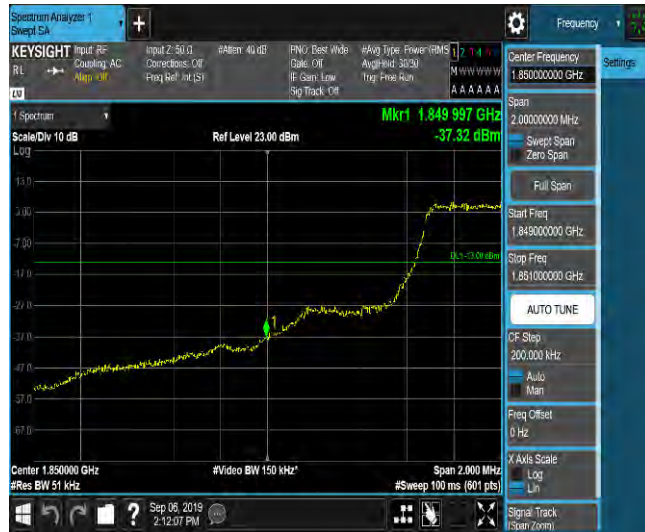 Spectrum Analyzer 1
Swept SA
+
Frequency
KEYSIGHT
RL
Input: RF
Coupling: AC
Align: Off
Input Z: 50 Ω
Corrections: Off
Freq Ref: Int (S)
#Atten: 40 dB
PNO: Best Wide
Gate: Off
IF Gain: Low
Sig Track: Off
#Avg Type: Power (RMS
Avg|Hold: 30/30
Trig: Free Run
M W W W W W
A A A A A A
1 Spectrum
Scale/Div 10 dB
Ref Level 23.00 dBm
Mkr1 1.849 997 GHz
-37.32 dBm
Log
13.0
3.00
-7.00
DL1 -13.00 dBm
-17.0
-27.0
1
-37.0
-47.0
-57.0
-67.0
Center 1.850000 GHz
#Video BW 150 kHz*
Span 2.000 MHz
#Res BW 51 kHz
#Sweep 100 ms (601 pts)
Sep 06, 2019
2:12:07 PM
?
Center Frequency
1.850000000 GHz
Settings
Span
2.00000000 MHz
Swept Span
Zero Span
Full Span
Start Freq
1.849000000 GHz
Stop Freq
1.851000000 GHz
AUTO TUNE
CF Step
200.000 kHz
Auto
Man
Freq Offset
0 Hz
X Axis Scale
Log
Lin
Signal Track
(Span Zoom)